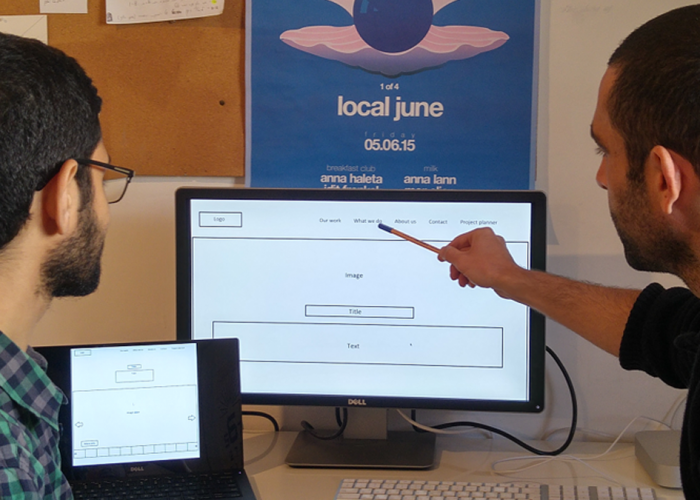 1 of 4
local june
friday
05.06.15
breakfast club
anna haleta
milk
anna lann
Logo
Our work
What we do
About us
Contact
Project planner
Image
Title
Text
DELL
DELL